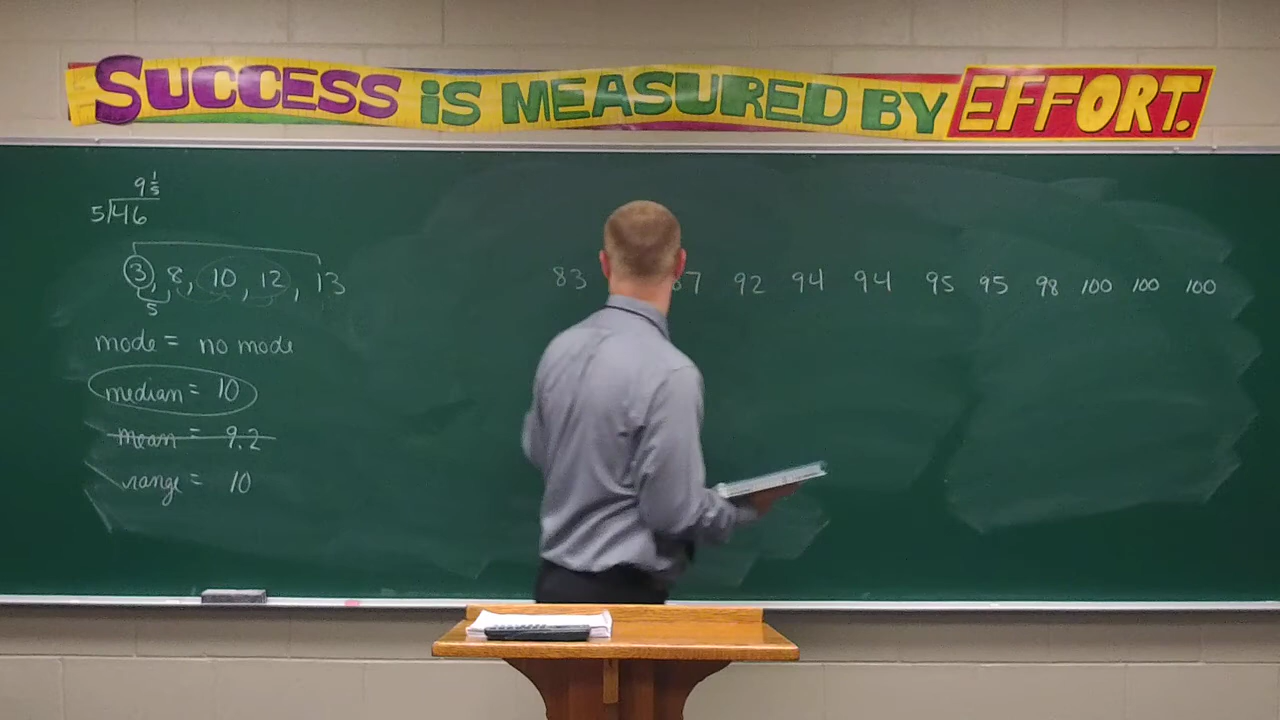 SUCCESS IS MEASURED BY EFFORT.
9 1/5
5)46
3, 8, 10, 12, 13
5
mode = no mode
median = 10
mean = 9.2
range = 10
83 87 92 94 94 95 95 98 100 100 100